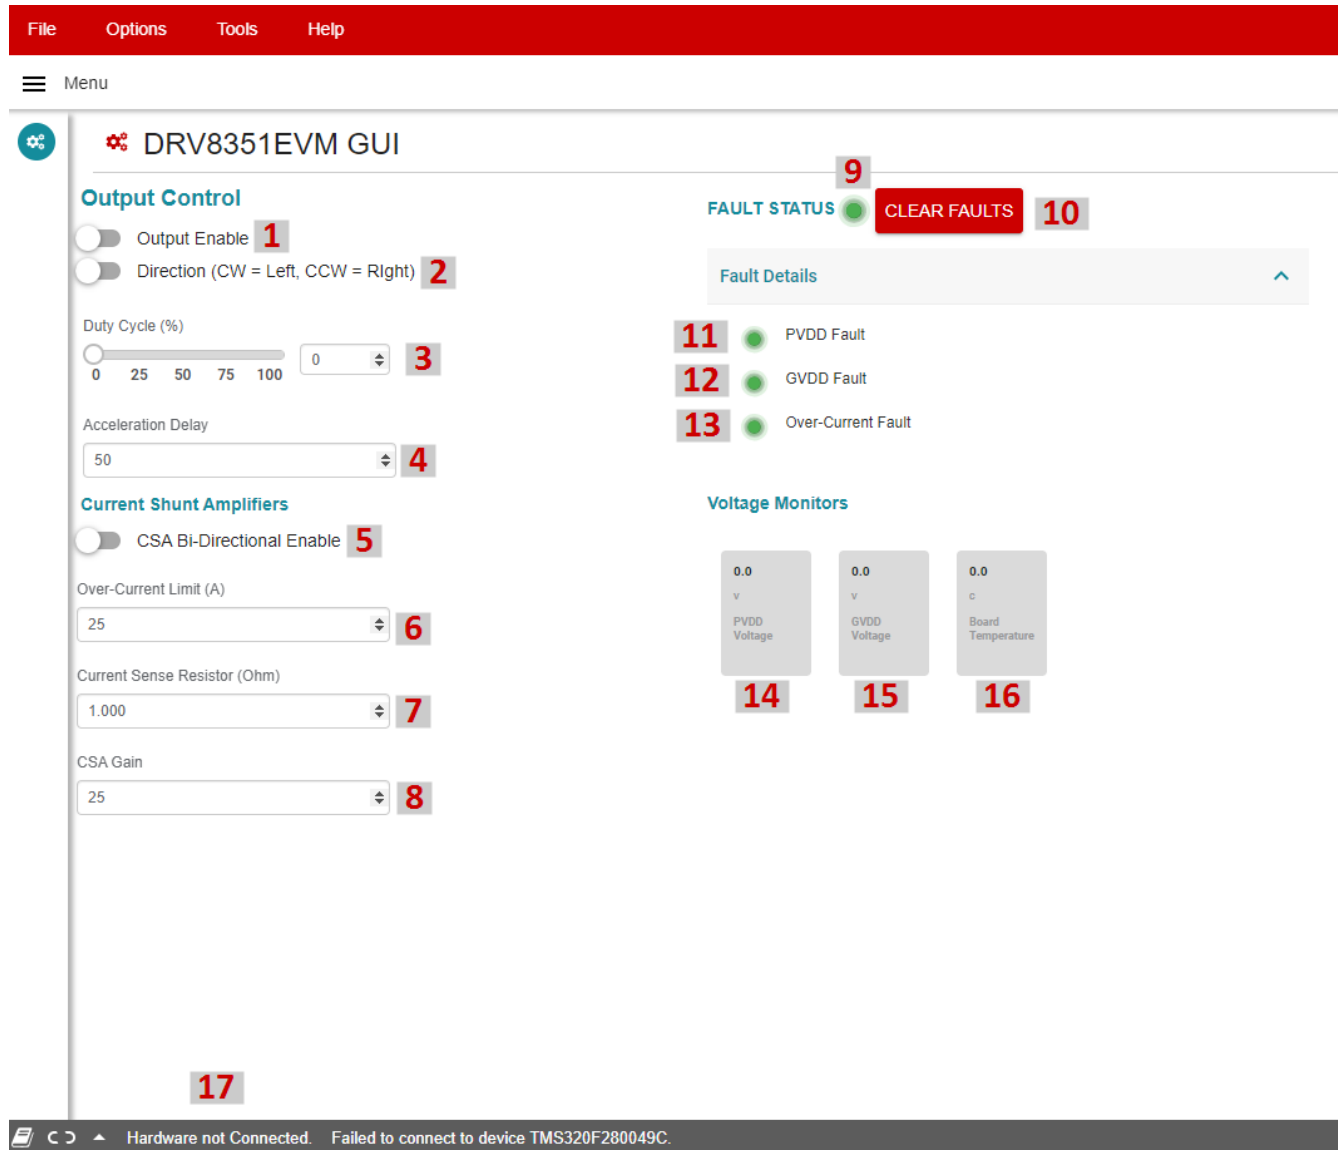 File Options Tools Help
Menu
DRV8351EVM GUI
Output Control
Output Enable 1
Direction (CW = Left, CCW = RIght) 2
Duty Cycle (%)
0 25 50 75 100
0
3
Acceleration Delay
50
4
Current Shunt Amplifiers
CSA Bi-Directional Enable 5
Over-Current Limit (A)
25
6
Current Sense Resistor (Ohm)
1.000
7
CSA Gain
25
8
9
FAULT STATUS
CLEAR FAULTS
10
Fault Details
11 PVDD Fault
12 GVDD Fault
13 Over-Current Fault
Voltage Monitors
0.0
v
PVDD
Voltage
14
0.0
v
GVDD
Voltage
15
0.0
c
Board
Temperature
16
17
Hardware not Connected. Failed to connect to device TMS320F280049C.